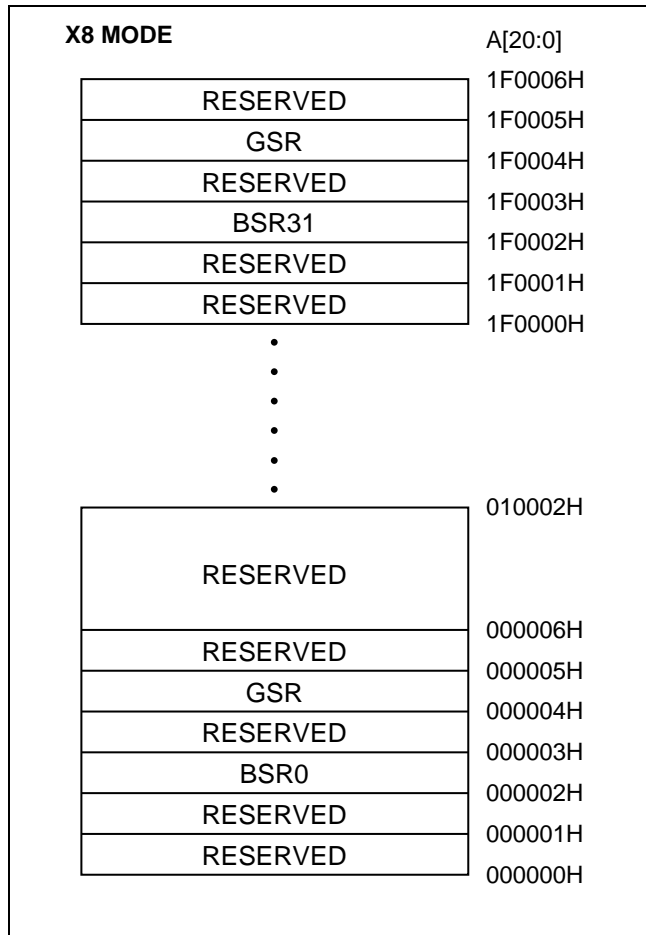 X8 MODE
A[20:0]
1F0006H
RESERVED
1F0005H
GSR
1F0004H
RESERVED
1F0003H
BSR31
1F0002H
RESERVED
1F0001H
RESERVED
1F0000H
010002H
RESERVED
000006H
RESERVED
000005H
GSR
000004H
RESERVED
000003H
BSR0
000002H
RESERVED
000001H
RESERVED
000000H